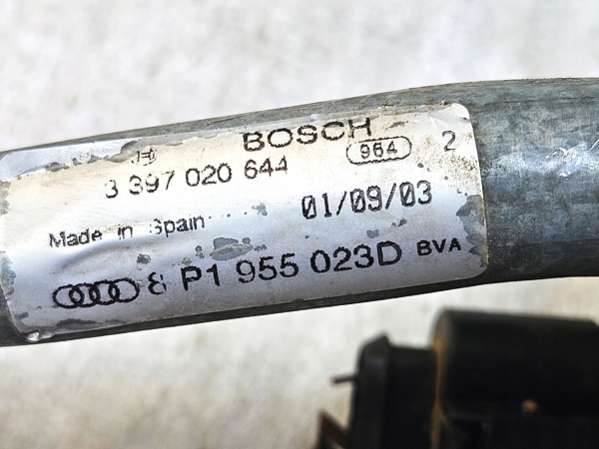 BOSCH
964
2
3 397 020 644
01/09/03
Made in Spain
8 P1 955 023D BVA